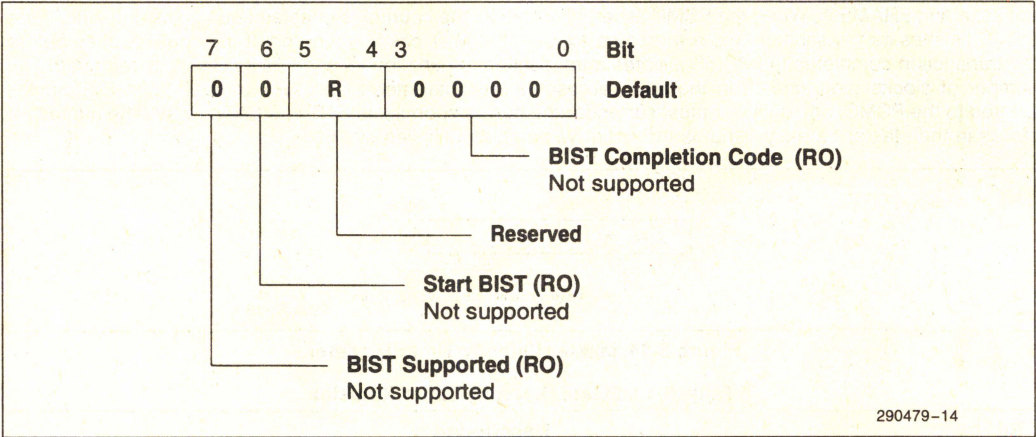 7 6 5 4 3 0 Bit
0 0 R 0 0 0 0 Default
BIST Completion Code (RO)
Not supported
Reserved
Start BIST (RO)
Not supported
BIST Supported (RO)
Not supported
290479-14